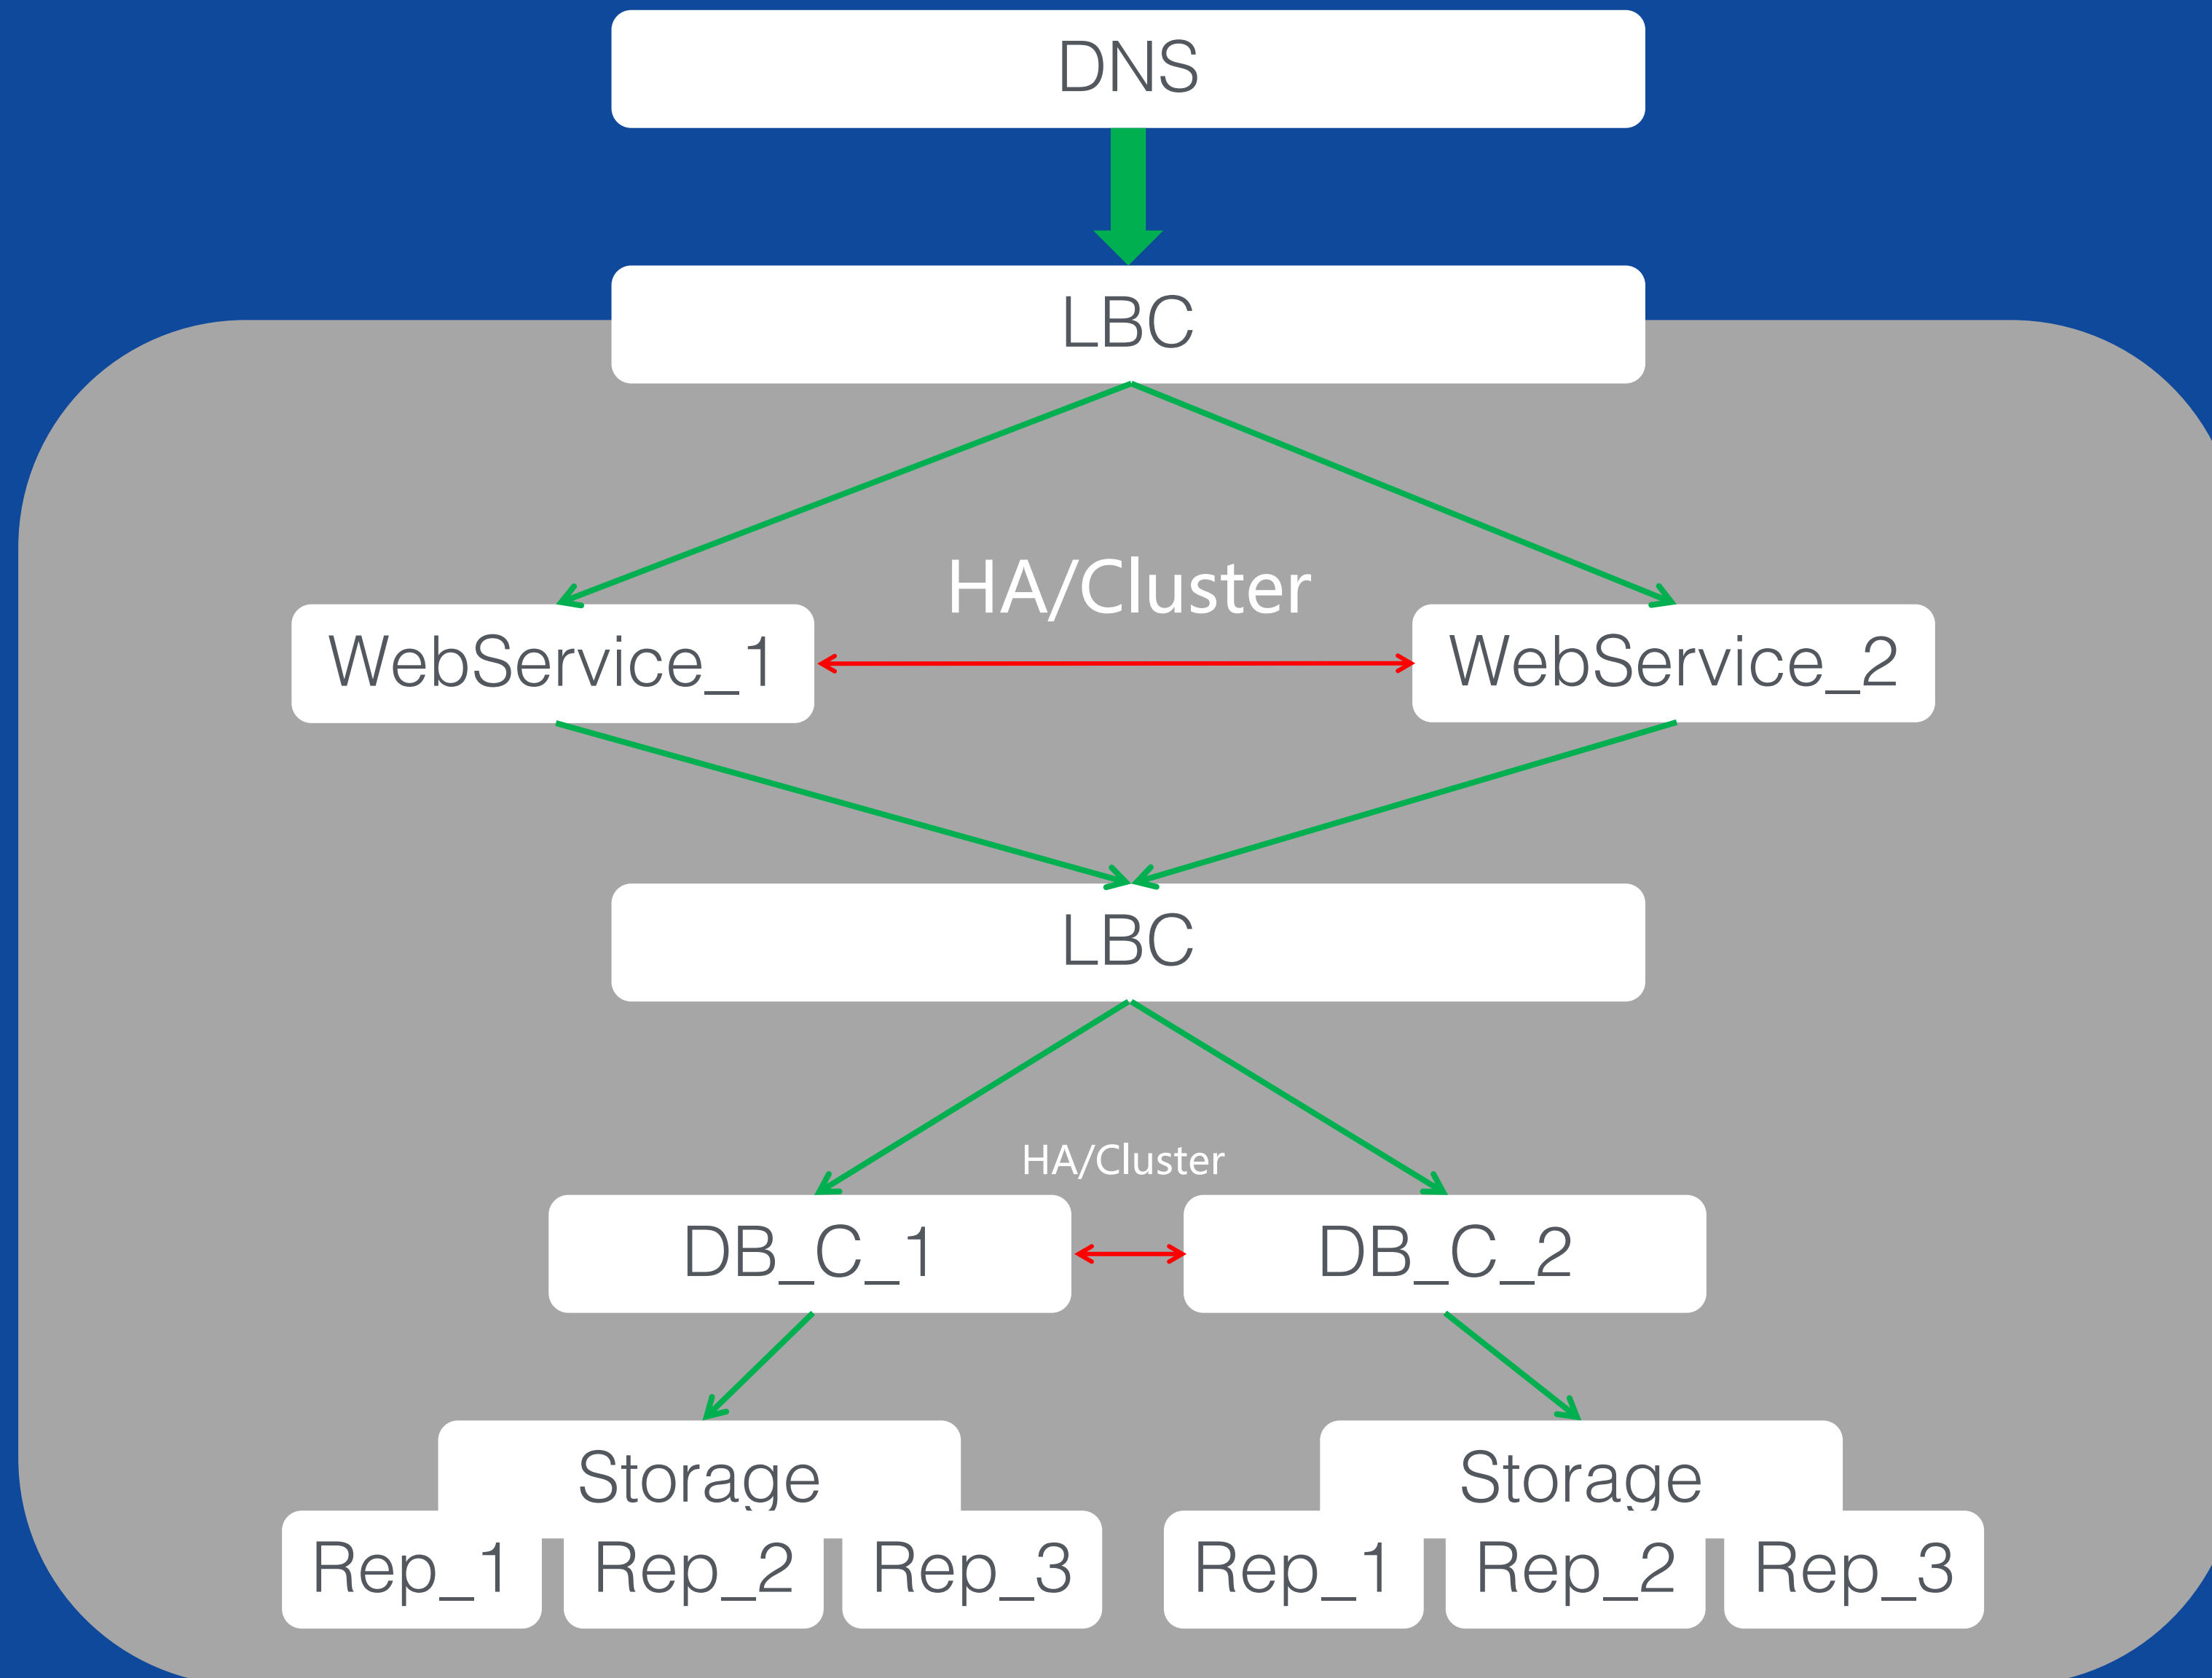 DNS
LBC
HA/Cluster
WebService_1
WebService_2
LBC
HA/Cluster
DB_C_1
DB_C_2
Storage
Storage
Rep_1
Rep_2
Rep_3
Rep_1
Rep_2
Rep_3